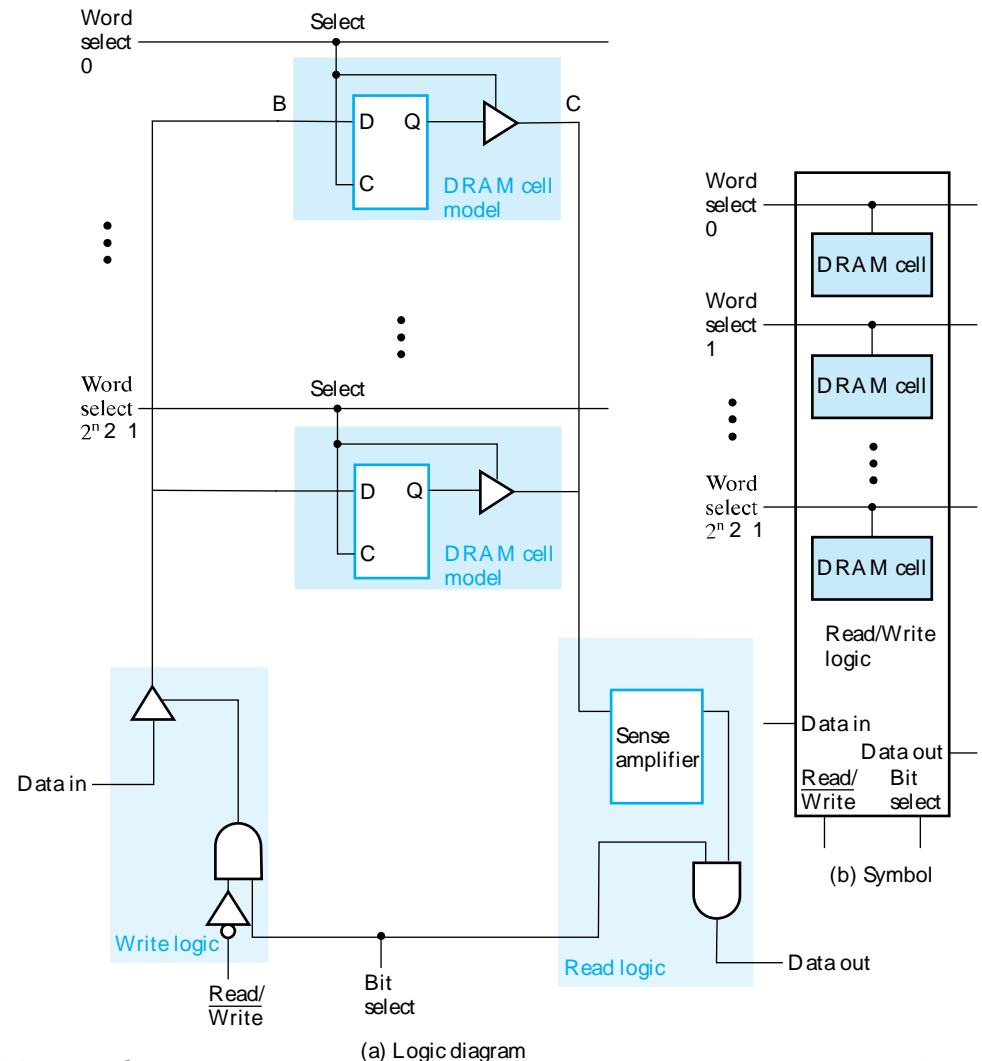 Word
select
0
Select
B
C
D
Q
C
DRAM cell
model
Word
select
2ⁿ 2 1
Select
D
Q
C
DRAM cell
model
Data in
Write logic
Read/
Write
Bit
select
Sense
amplifier
Read logic
Data out
(a) Logic diagram
Word
select
0
DRAM cell
Word
select
1
DRAM cell
Word
select
2ⁿ 2 1
DRAM cell
Read/Write
logic
Data in
Data out
Read/
Write
Bit
select
(b) Symbol